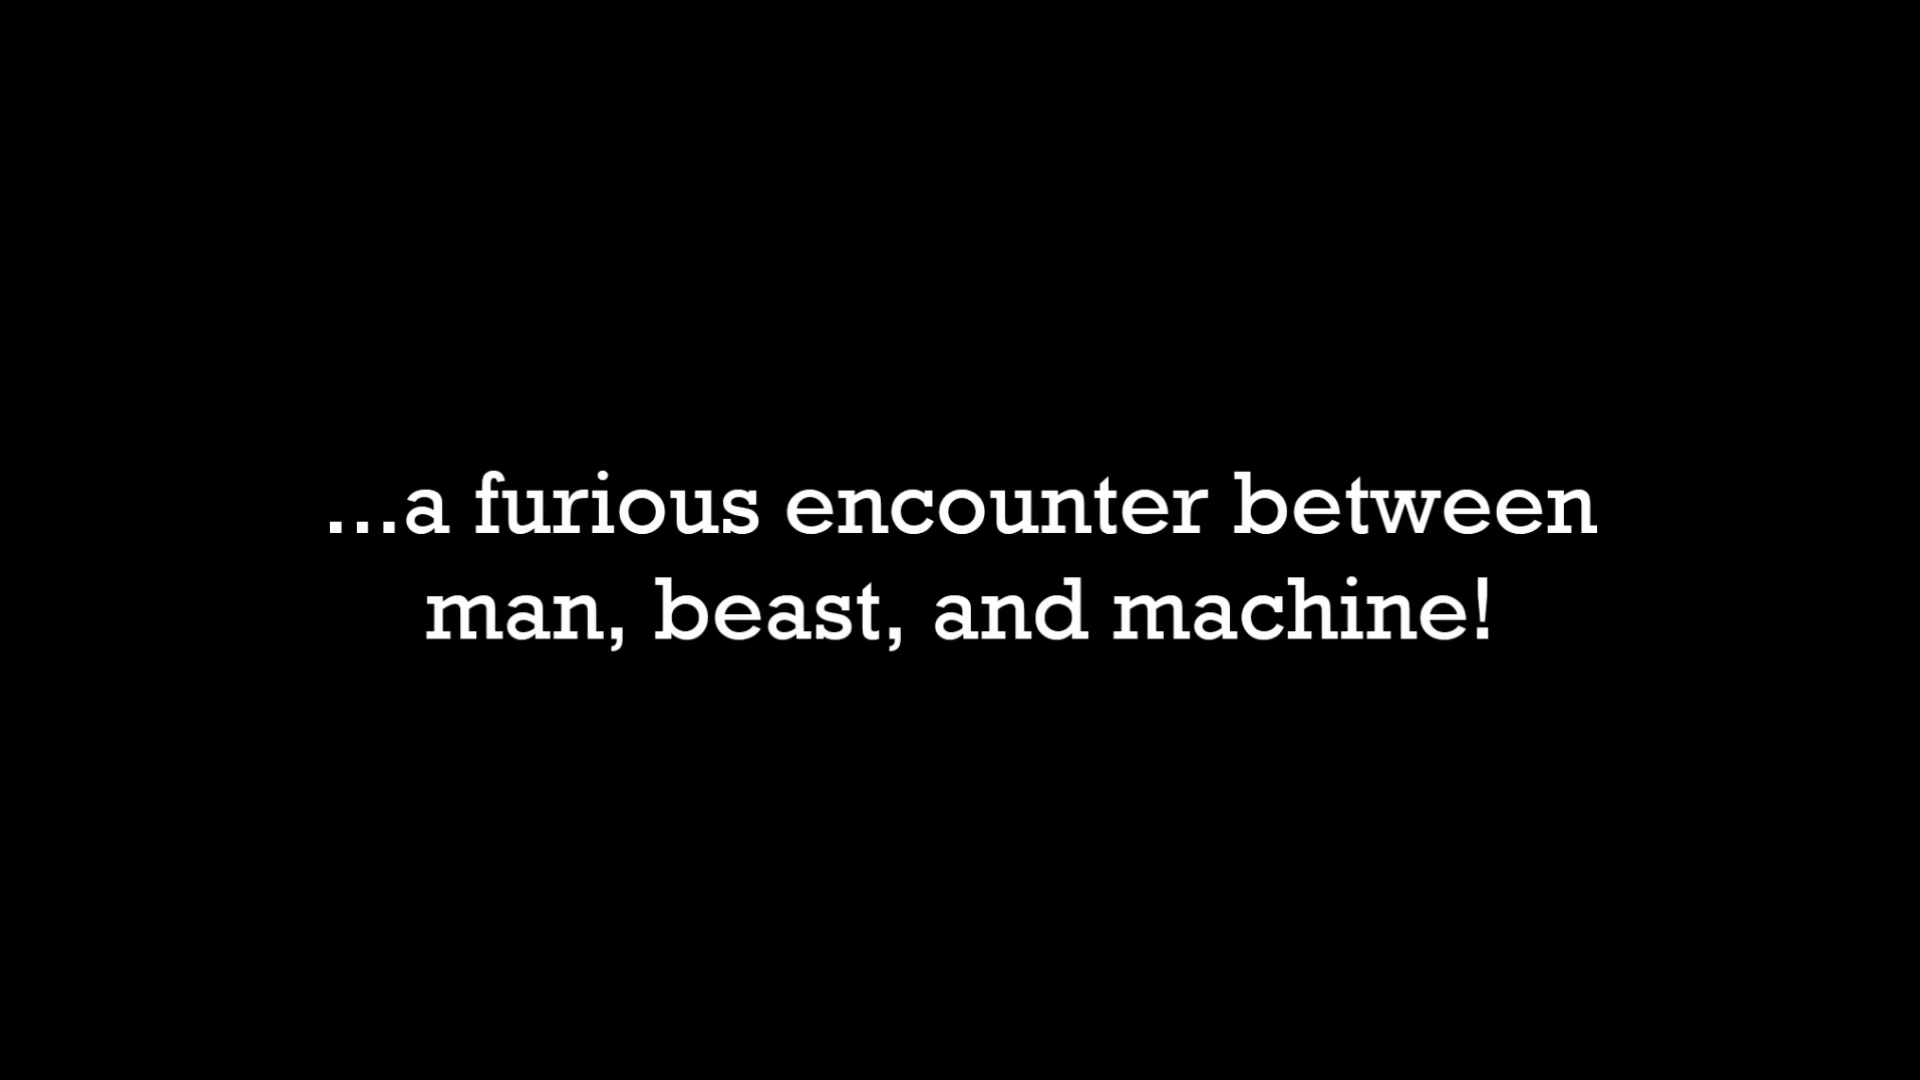 ...a furious encounter between
man, beast, and machine!